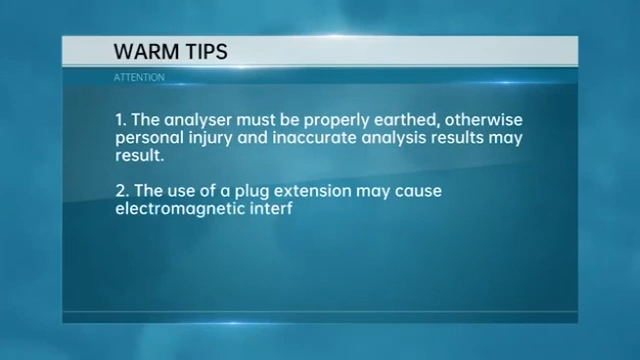 WARM TIPS
ATTENTION
1. The analyser must be properly earthed, otherwise
personal injury and inaccurate analysis results may
result.
2. The use of a plug extension may cause
electromagnetic interf